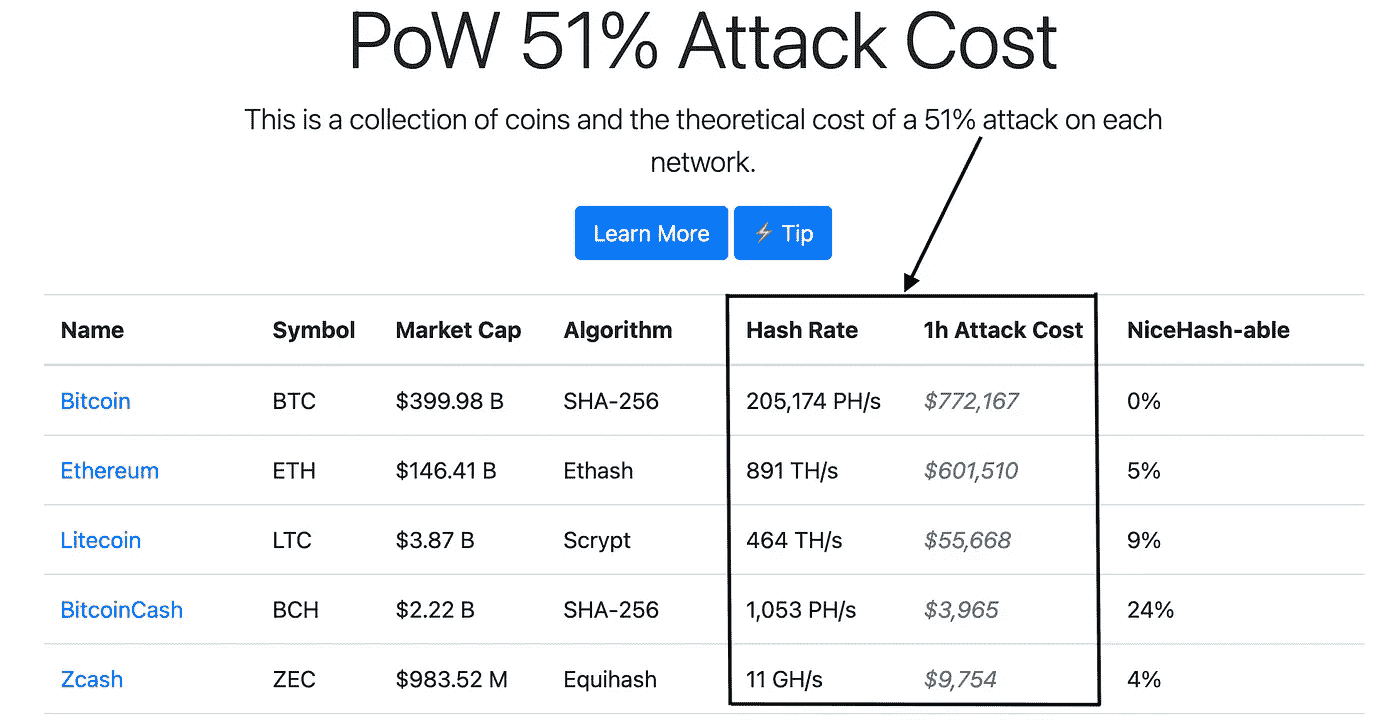 PoW 51% Attack Cost
This is a collection of coins and the theoretical cost of a 51% attack on each
network.
Learn More ⚡ Tip
Name Symbol Market Cap Algorithm Hash Rate 1h Attack Cost NiceHash-able
Bitcoin BTC $399.98 B SHA-256 205,174 PH/s $772,167 0%
Ethereum ETH $146.41 B Ethash 891 TH/s $601,510 5%
Litecoin LTC $3.87 B Scrypt 464 TH/s $55,668 9%
BitcoinCash BCH $2.22 B SHA-256 1,053 PH/s $3,965 24%
Zcash ZEC $983.52 M Equihash 11 GH/s $9,754 4%